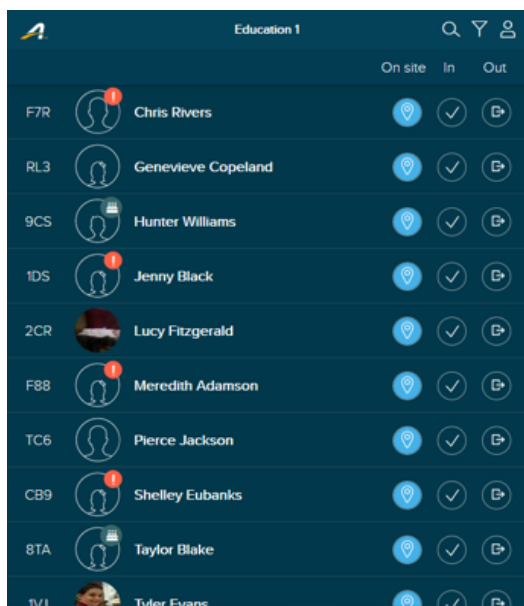 Education 1
On site In Out
F7R Chris Rivers
RL3 Genevieve Copeland
9CS Hunter Williams
1DS Jenny Black
2CR Lucy Fitzgerald
F88 Meredith Adamson
TC6 Pierce Jackson
CB9 Shelley Eubanks
8TA Taylor Blake
1VJ Tyler Evans